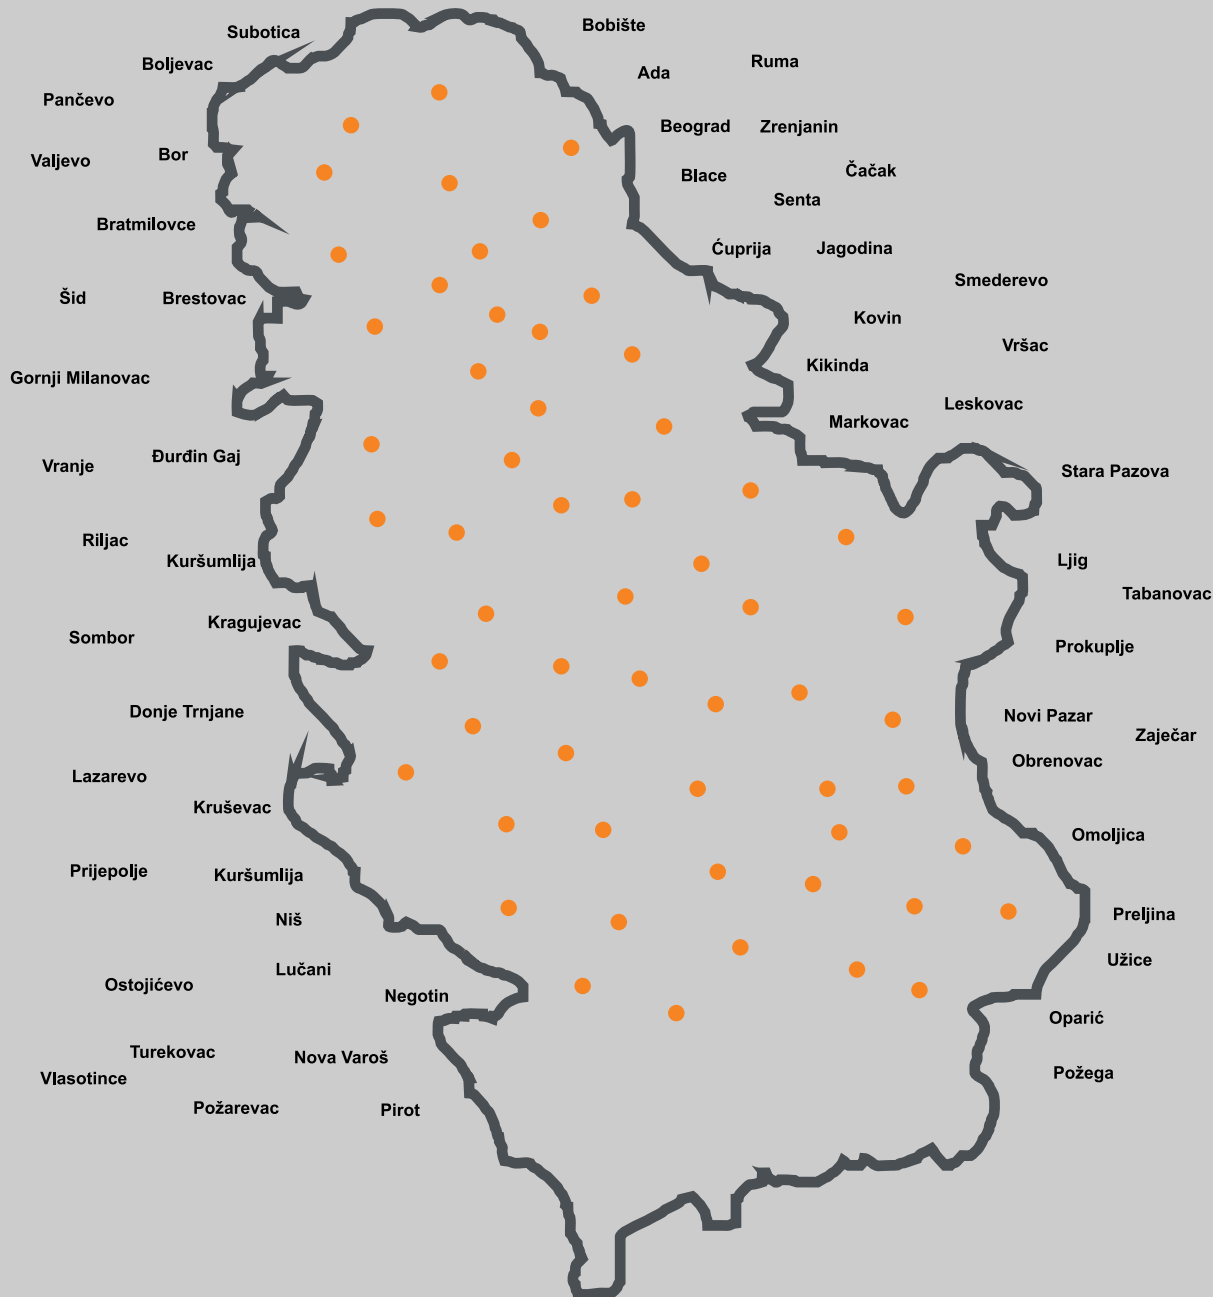 Bobište
Subotica
Ruma
Boljevac
Ada
Pančevo
Beograd
Zrenjanin
Bor
Valjevo
Čačak
Blace
Senta
Bratmilovce
Ćuprija
Jagodina
Smederevo
Šid
Brestovac
Kovin
Vršac
Kikinda
Gornji Milanovac
Leskovac
Markovac
Đurđin Gaj
Vranje
Stara Pazova
Riljac
Kuršumlija
Ljig
Tabanovac
Kragujevac
Sombor
Prokuplje
Donje Trnjane
Novi Pazar
Zaječar
Obrenovac
Lazarevo
Kruševac
Omoljica
Prijepolje
Kuršumlija
Preljina
Niš
Užice
Lučani
Ostojićevo
Negotin
Oparić
Turekovac
Nova Varoš
Požega
Vlasotince
Požarevac
Pirot